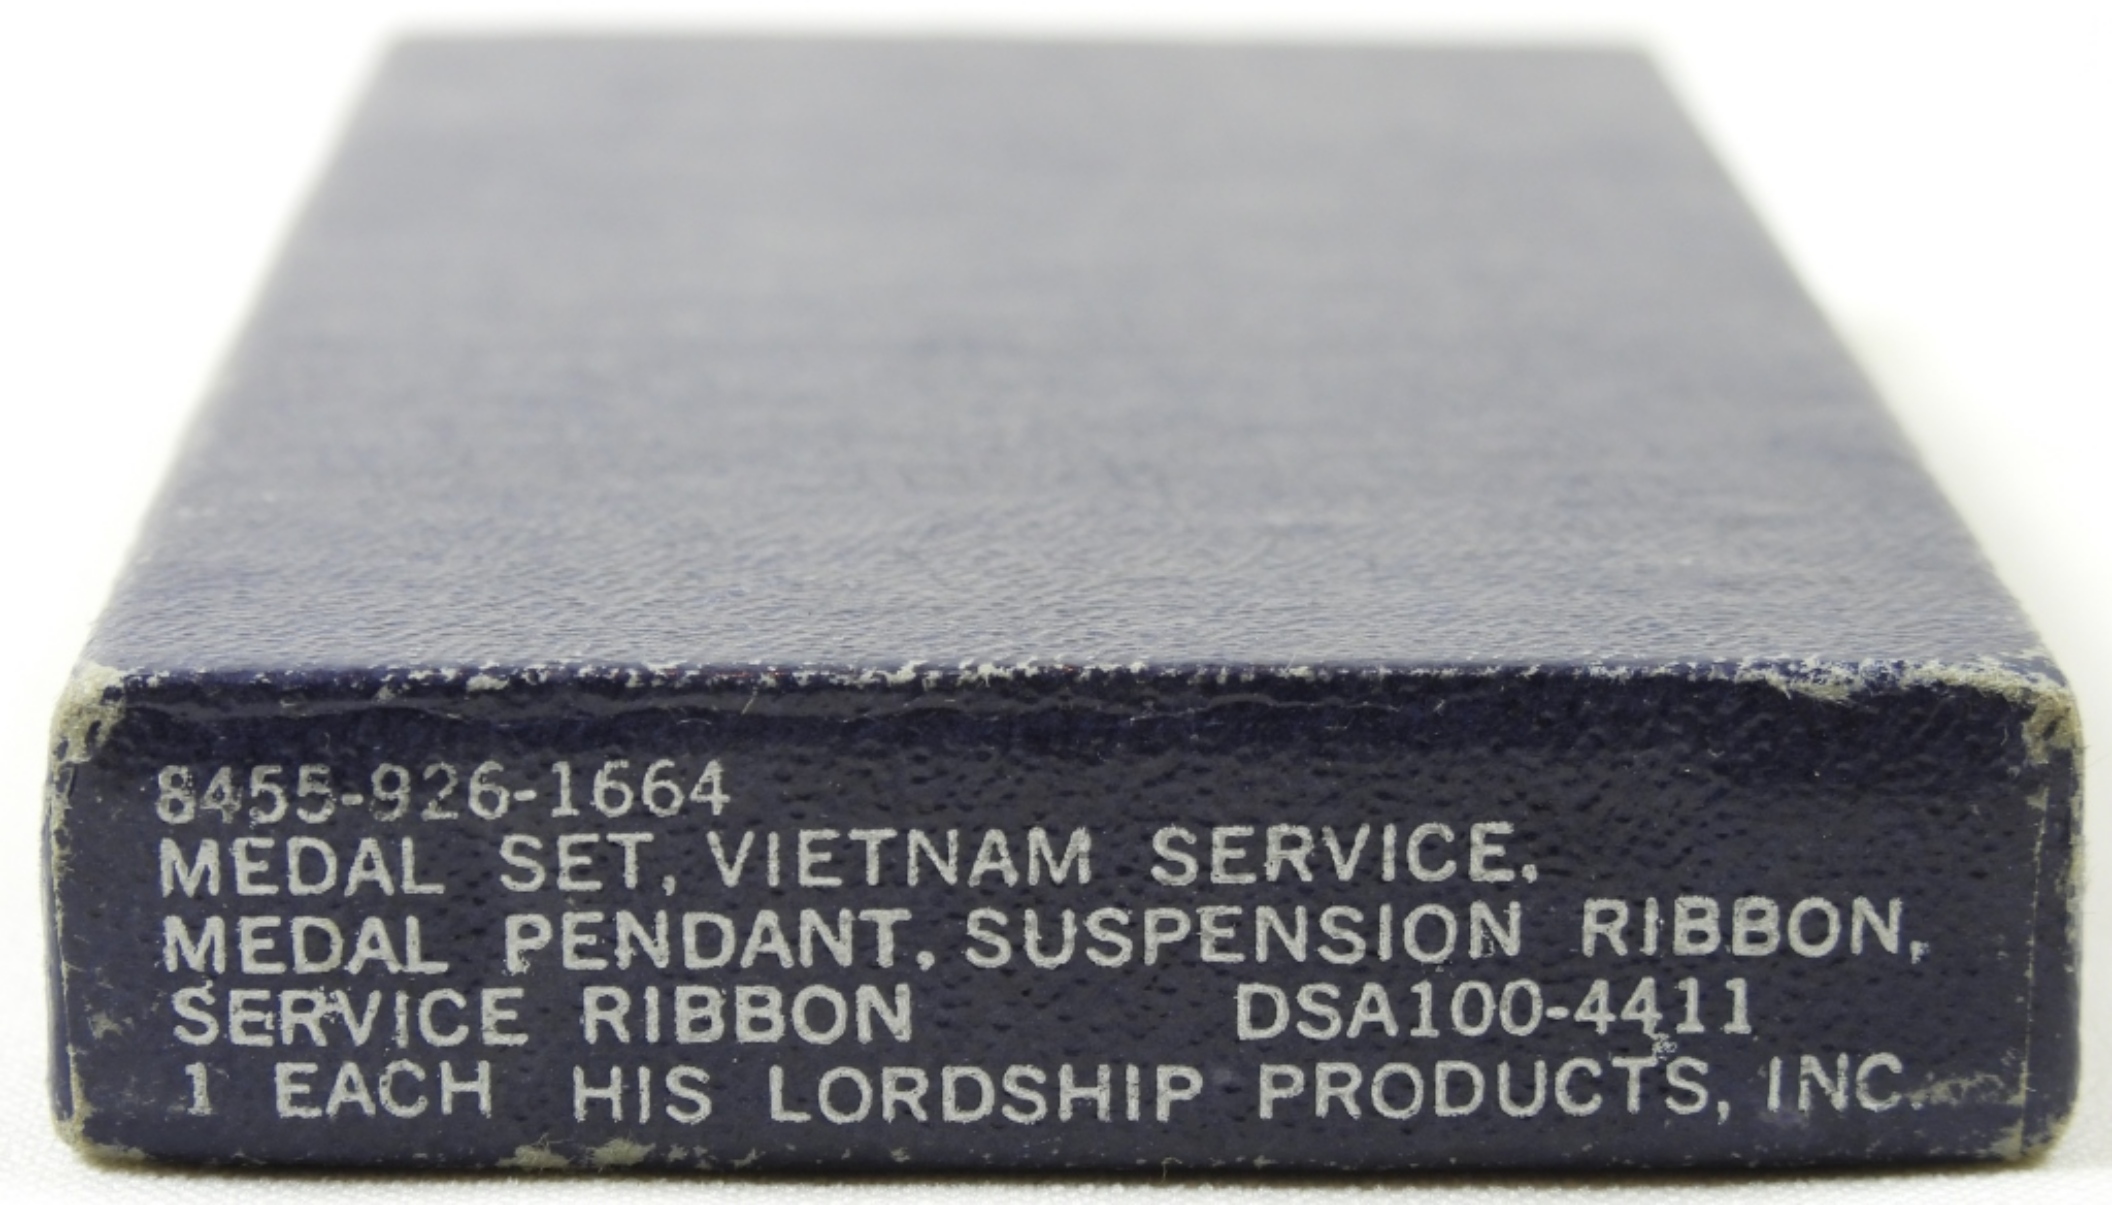 8455-926-1664
MEDAL SET, VIETNAM SERVICE,
MEDAL PENDANT, SUSPENSION RIBBON,
SERVICE RIBBON DSA100-4411
1 EACH HIS LORDSHIP PRODUCTS, INC.